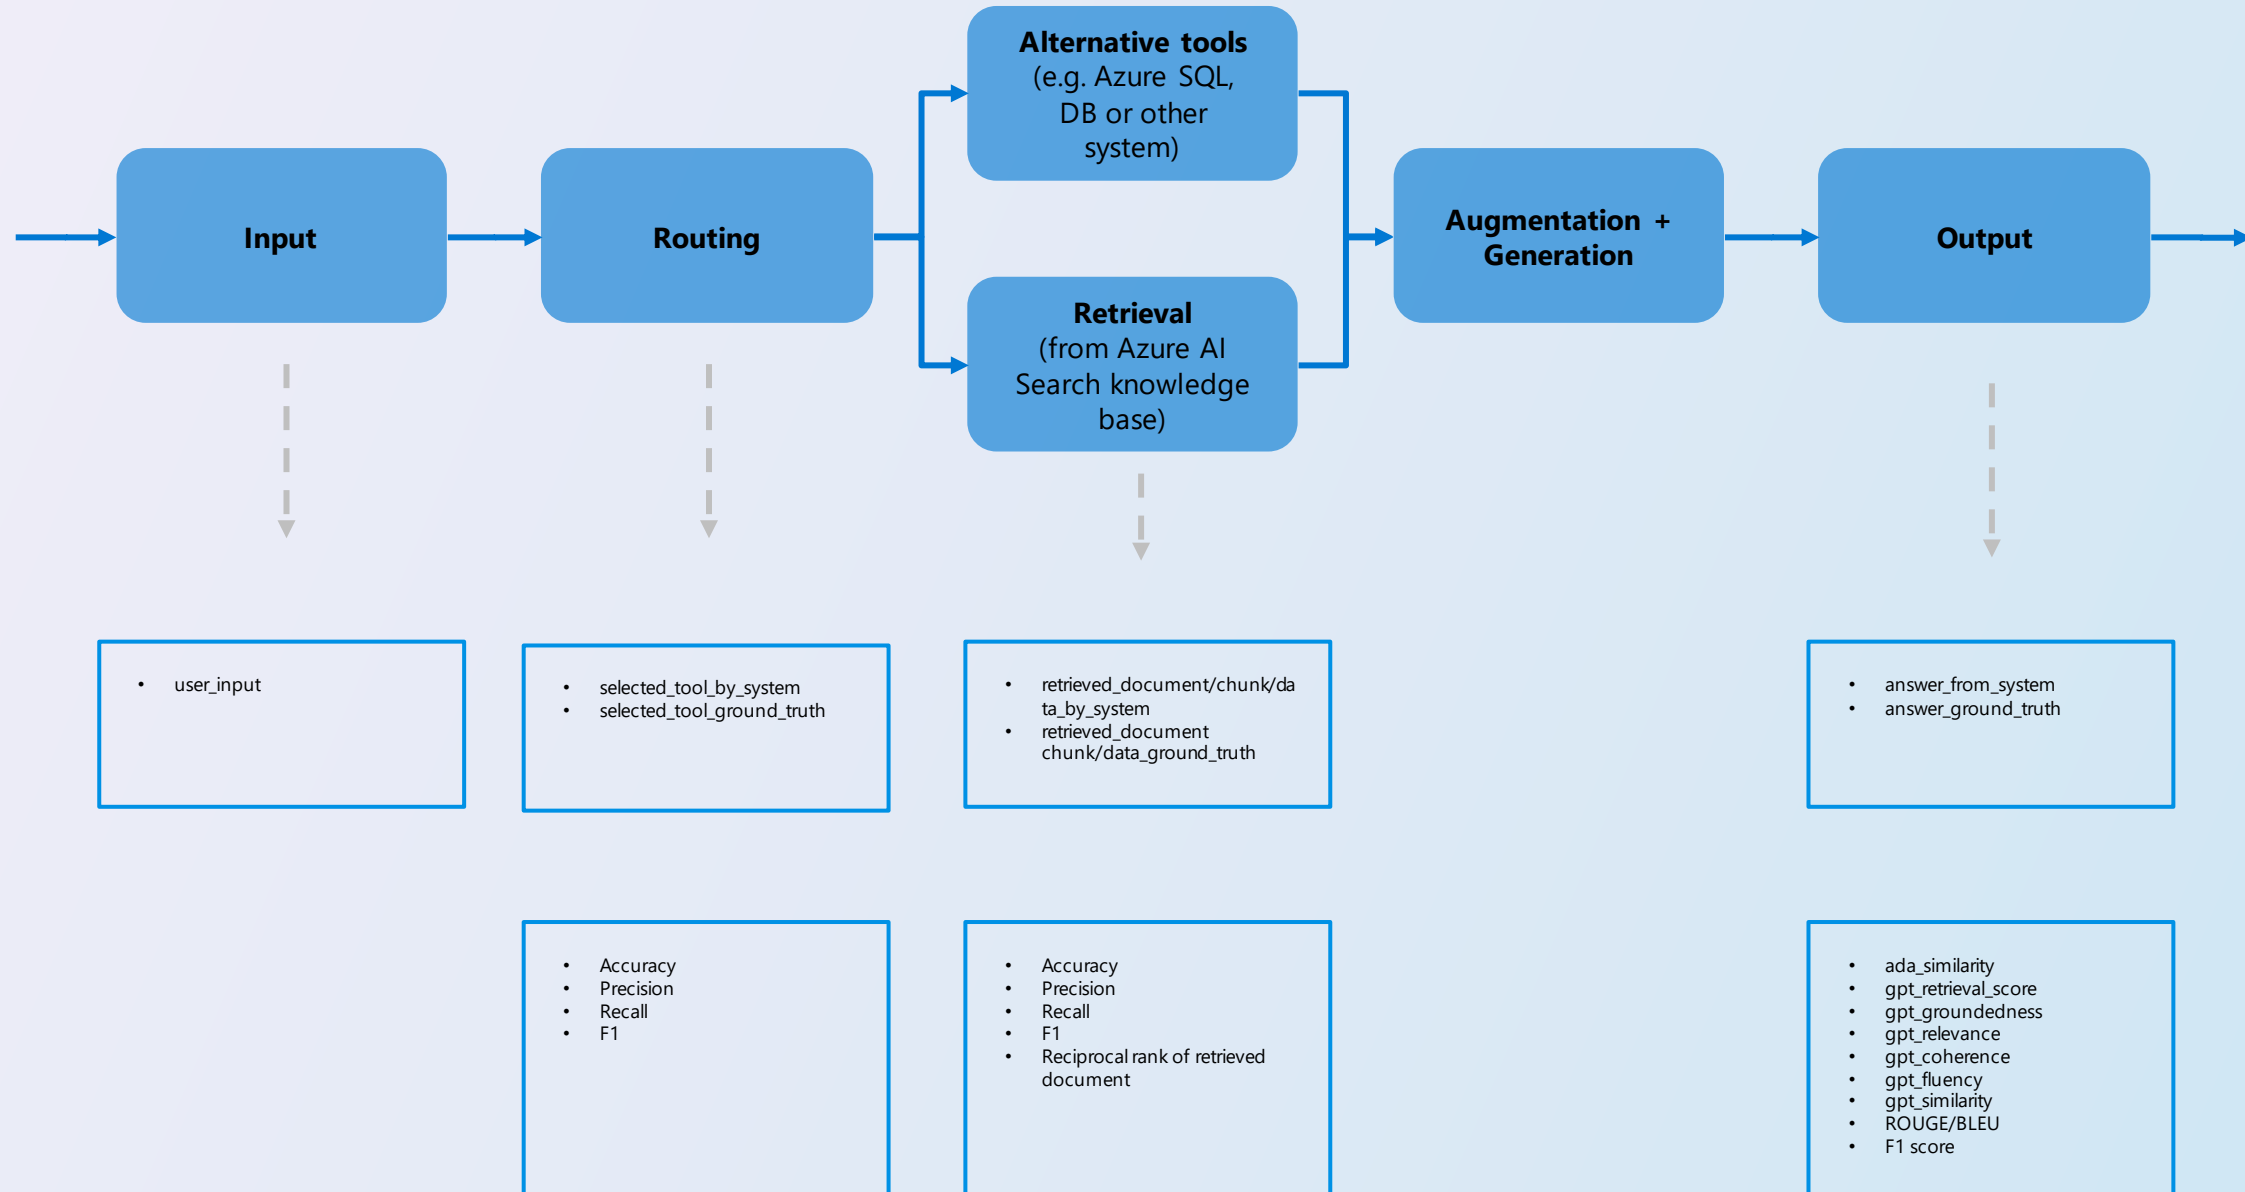 Alternative tools
(e.g. Azure SQL,
DB or other
system)
Input
Routing
Augmentation +
Generation
Output
Retrieval
(from Azure AI
Search knowledge
base)
• user_input
• selected_tool_by_system
• selected_tool_ground_truth
• retrieved_document/chunk/da
ta_by_system
• retrieved_document
chunk/data_ground_truth
• answer_from_system
• answer_ground_truth
• Accuracy
• Precision
• Recall
• F1
• Accuracy
• Precision
• Recall
• F1
• Reciprocal rank of retrieved
document
• ada_similarity
• gpt_retrieval_score
• gpt_groundedness
• gpt_relevance
• gpt_coherence
• gpt_fluency
• gpt_similarity
• ROUGE/BLEU
• F1 score